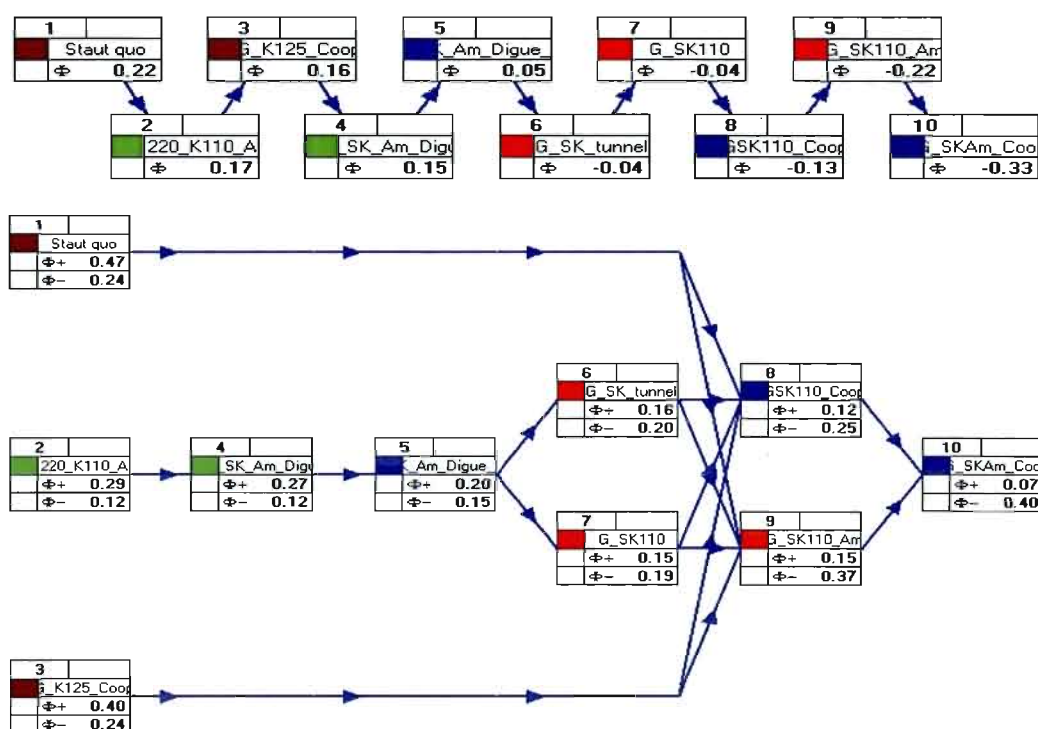 1
Staut quo
Φ 0.22
3
G_K125_Coop
Φ 0.16
5
K_Am_Digue_
Φ 0.05
7
G_SK110
Φ -0.04
9
G_SK110_Am
Φ -0.22
2
220_K110_A
Φ 0.17
4
_SK_Am_Digu
Φ 0.15
6
G_SK_tunnel
Φ -0.04
8
GSK110_Coop
Φ -0.13
10
G_SKAm_Coo
Φ -0.33
1
Staut quo
Φ+ 0.47
Φ- 0.24
6
G_SK_tunnel
Φ+ 0.16
Φ- 0.20
8
GSK110_Coop
Φ+ 0.12
Φ- 0.25
2
220_K110_A
Φ+ 0.29
Φ- 0.12
4
SK_Am_Digu
Φ+ 0.27
Φ- 0.12
5
K_Am_Digue_
Φ+ 0.20
Φ- 0.15
10
G_SKAm_Coo
Φ+ 0.07
Φ- 0.40
7
G_SK110
Φ+ 0.15
Φ- 0.19
9
G_SK110_Am
Φ+ 0.15
Φ- 0.37
3
G_K125_Coop
Φ+ 0.40
Φ- 0.24